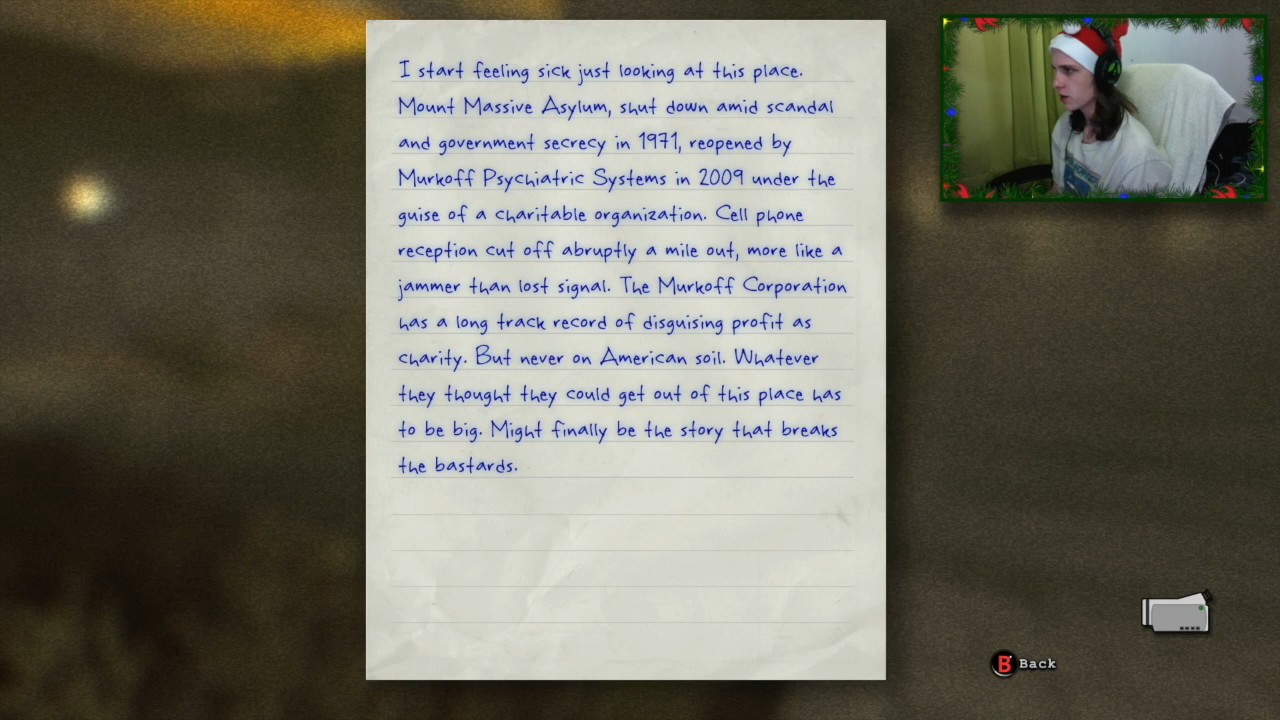 I start feeling sick just looking at this place.
Mount Massive Asylum, shut down amid scandal
and government secrecy in 1971, reopened by
Murkoff Psychiatric Systems in 2009 under the
guise of a charitable organization. Cell phone
reception cut off abruptly a mile out, more like a
jammer than lost signal. The Murkoff Corporation
has a long track record of disguising profit as
charity. But never on American soil. Whatever
they thought they could get out of this place has
to be big. Might finally be the story that breaks
the bastards.
B Back